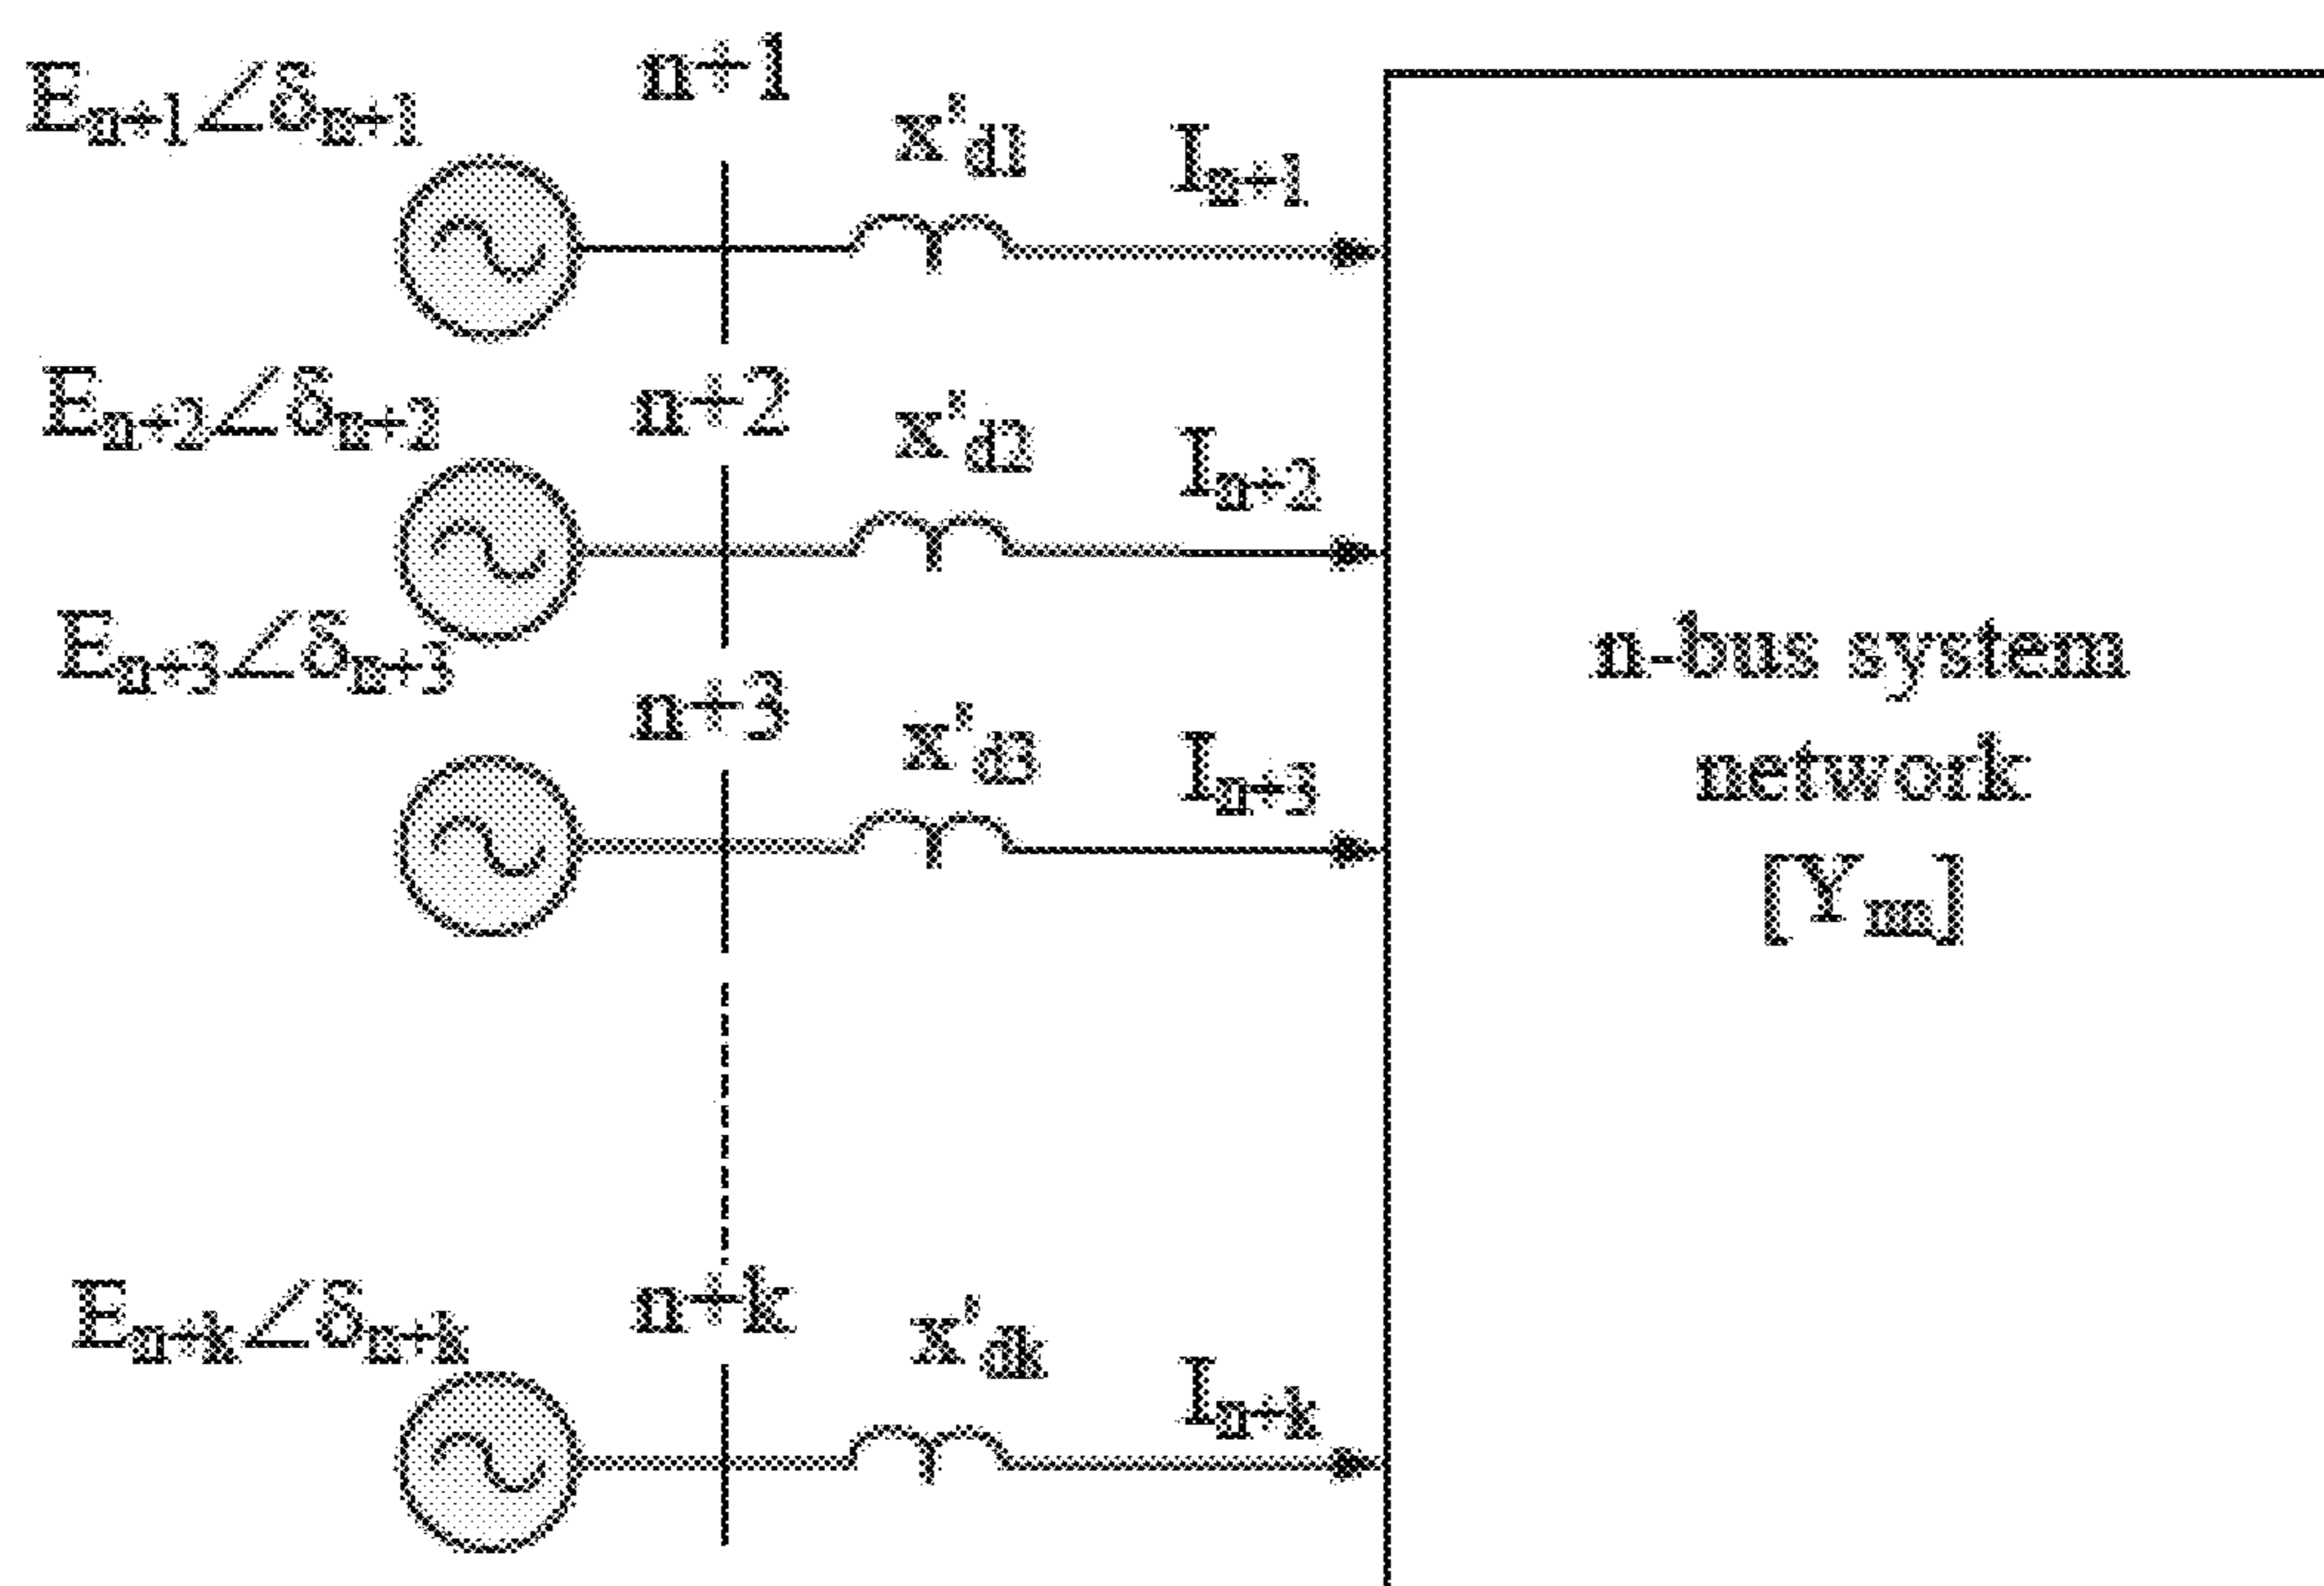 E_{n+1}∠δ_{n+1}
n+1
x'_{d1}
I_{n+1}
E_{n+2}∠δ_{n+2}
n+2
x'_{d2}
I_{n+2}
E_{n+3}∠δ_{n+3}
n+3
x'_{d3}
I_{n+3}
n-bus system
network
[Y_{nn}]
E_{n+k}∠δ_{n+k}
n+k
x'_{dk}
I_{n+k}